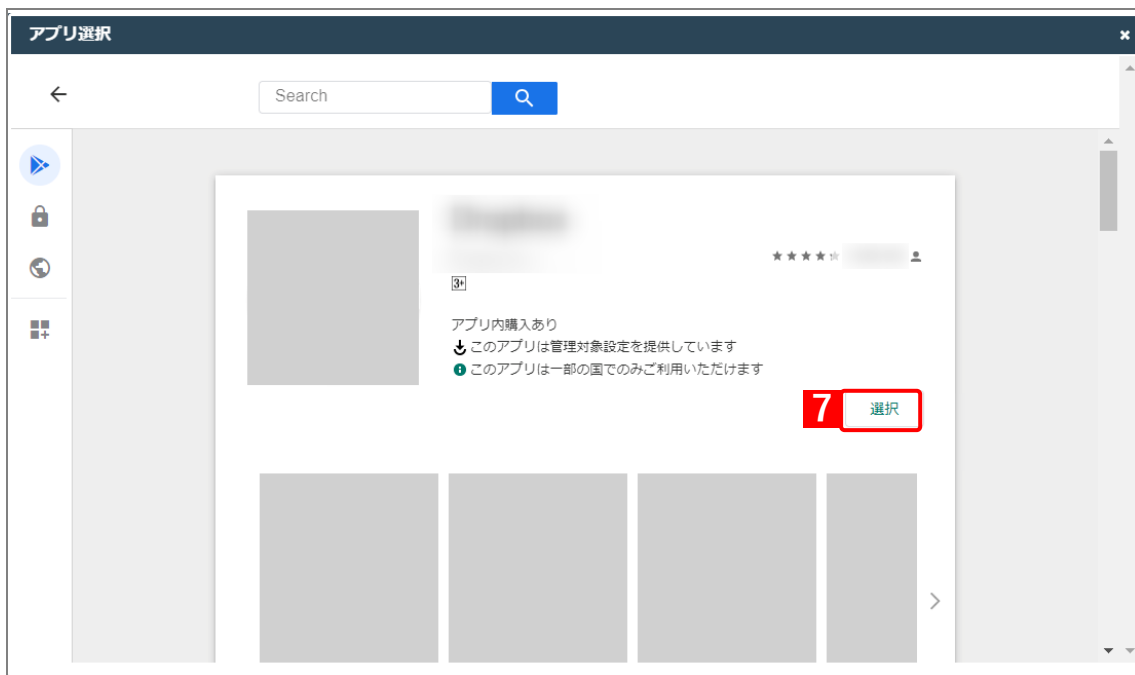 アプリ選択
Search
3+
アプリ内購入あり
このアプリは管理対象設定を提供しています
このアプリは一部の国でのみご利用いただけます
7 選択